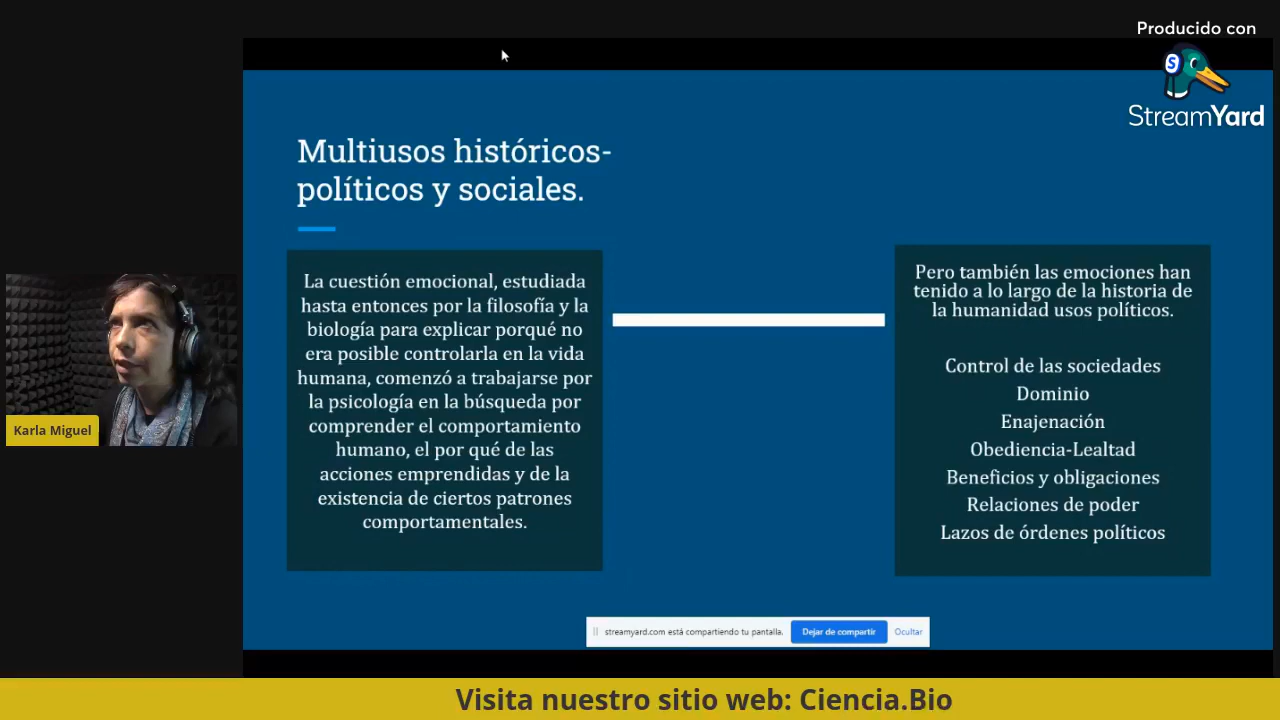 Producido con
StreamYard
Multiusos históricos-
políticos y sociales.
La cuestión emocional, estudiada
hasta entonces por la filosofía y la
biología para explicar porqué no
era posible controlarla en la vida
humana, comenzó a trabajarse por
la psicología en la búsqueda por
comprender el comportamiento
humano, el por qué de las
acciones emprendidas y de la
existencia de ciertos patrones
comportamentales.
Pero también las emociones han
tenido a lo largo de la historia de
la humanidad usos políticos.
Control de las sociedades
Dominio
Enajenación
Obediencia-Lealtad
Beneficios y obligaciones
Relaciones de poder
Lazos de órdenes políticos
Karla Miguel
streamyard.com está compartiendo tu pantalla.
Dejar de compartir
Ocultar
Visita nuestro sitio web: Ciencia.Bio